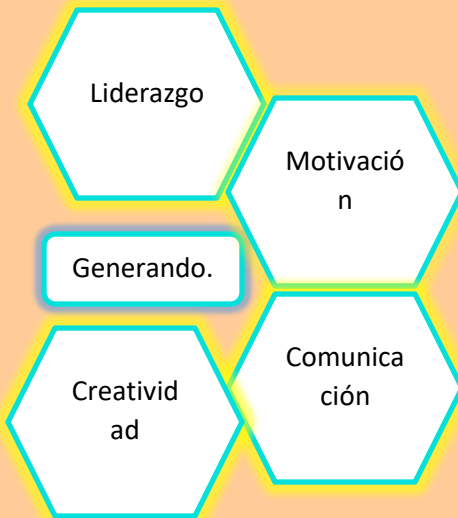 Liderazgo
Motivació
n
Generando.
Comunica
ción
Creativid
ad